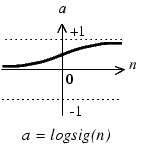 a
+1
n
0
-1
a = logsig(n)